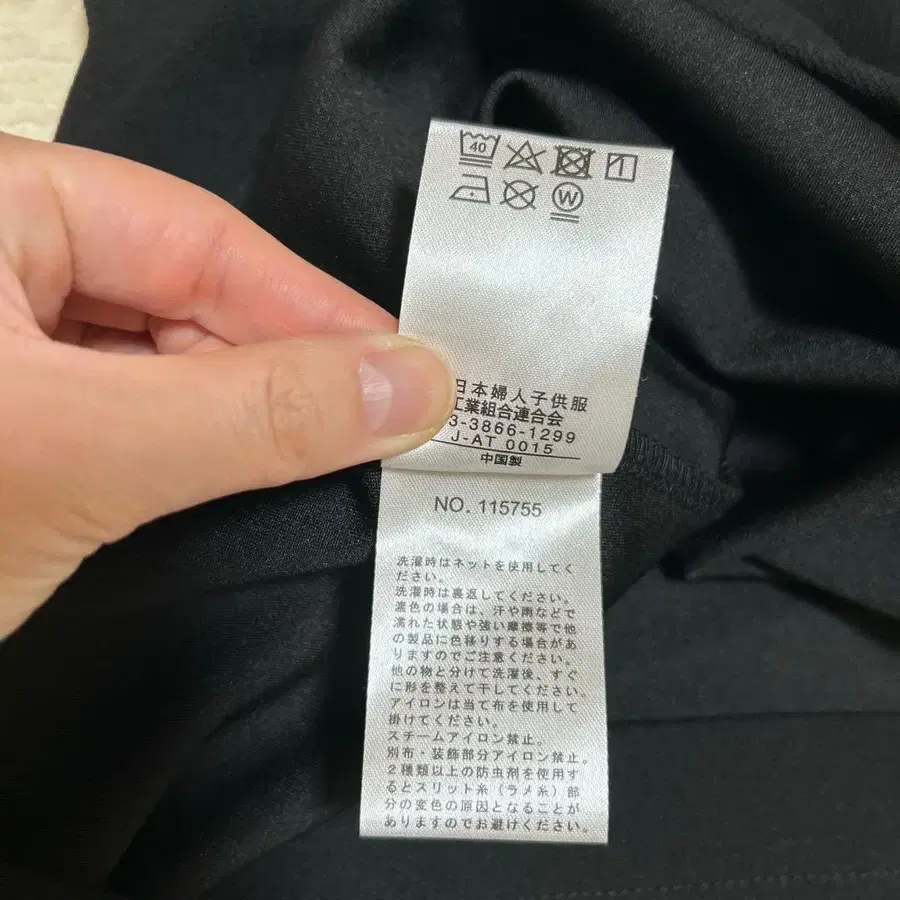 40
W
日本婦人子供服
工業組合連合会
3-3866-1299
J-AT 0015
中国製
NO. 115755
洗濯時はネットを使用してく
ださい。
洗濯時は裏返してください。
濃色の場合は、汗や雨などで
濡れた状態や強い摩擦等で他
の製品に色移りする場合があ
りますのでご注意ください。
他の物と分けて洗濯後、すぐ
に形を整えて干してください。
アイロンは当て布を使用して
掛けてください。
スチームアイロン禁止。
別布・装飾部分アイロン禁止。
2種類以上の防虫剤を使用す
るとスリット糸（ラメ糸）部
分の変色の原因となることが
ありますのでお避けください。